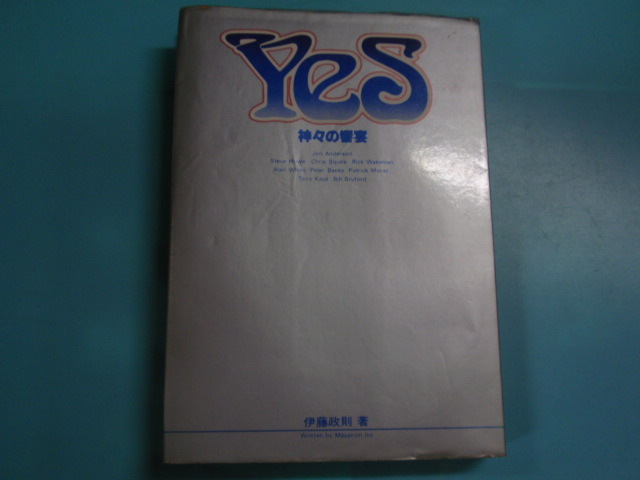 Yes
神々の饗宴
Jon Anderson
Steve Howe Chris Squire Rick Wakeman
Alan White Peter Banks Patrick Moraz
Tony Kaye Bill Bruford
伊藤政則 著
Written by Masanori Ito